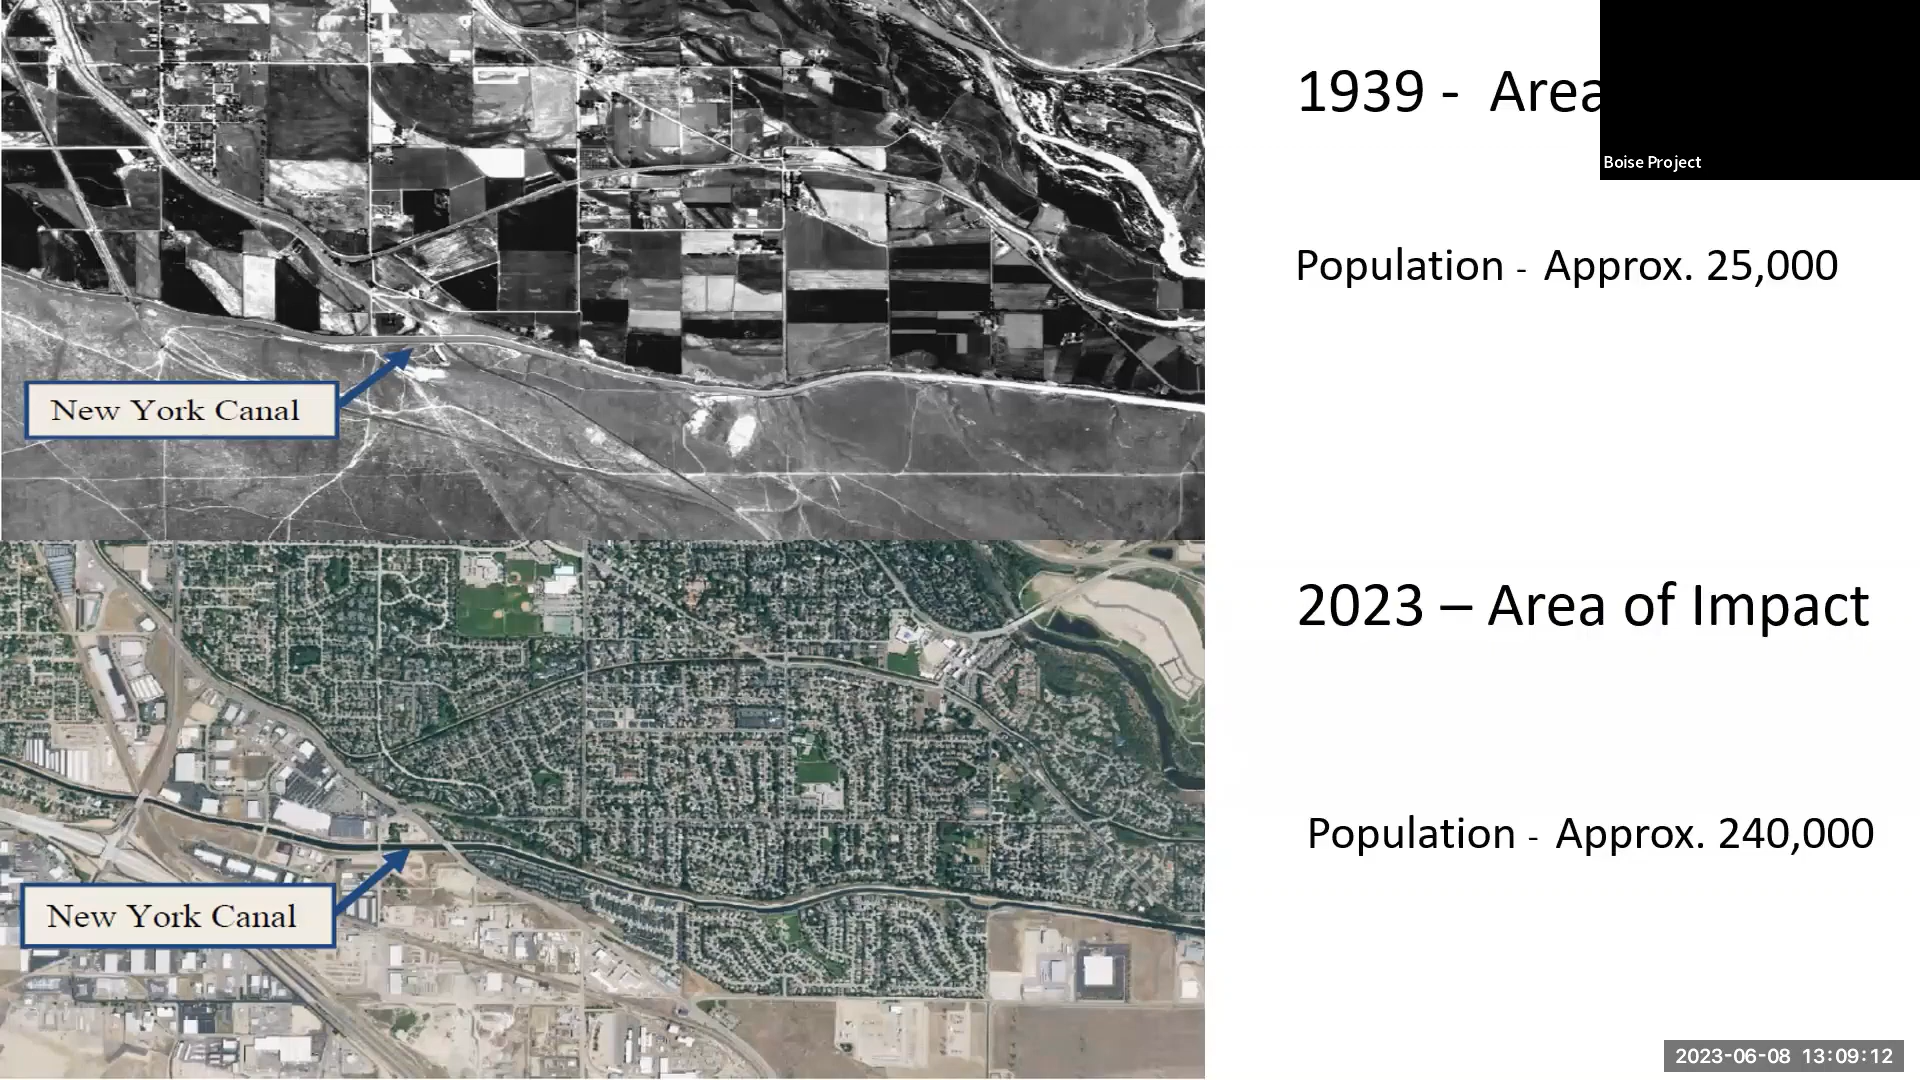 1939 - Area
Boise Project
Population - Approx. 25,000
New York Canal
2023 – Area of Impact
Population - Approx. 240,000
New York Canal
2023-06-08 13:09:12